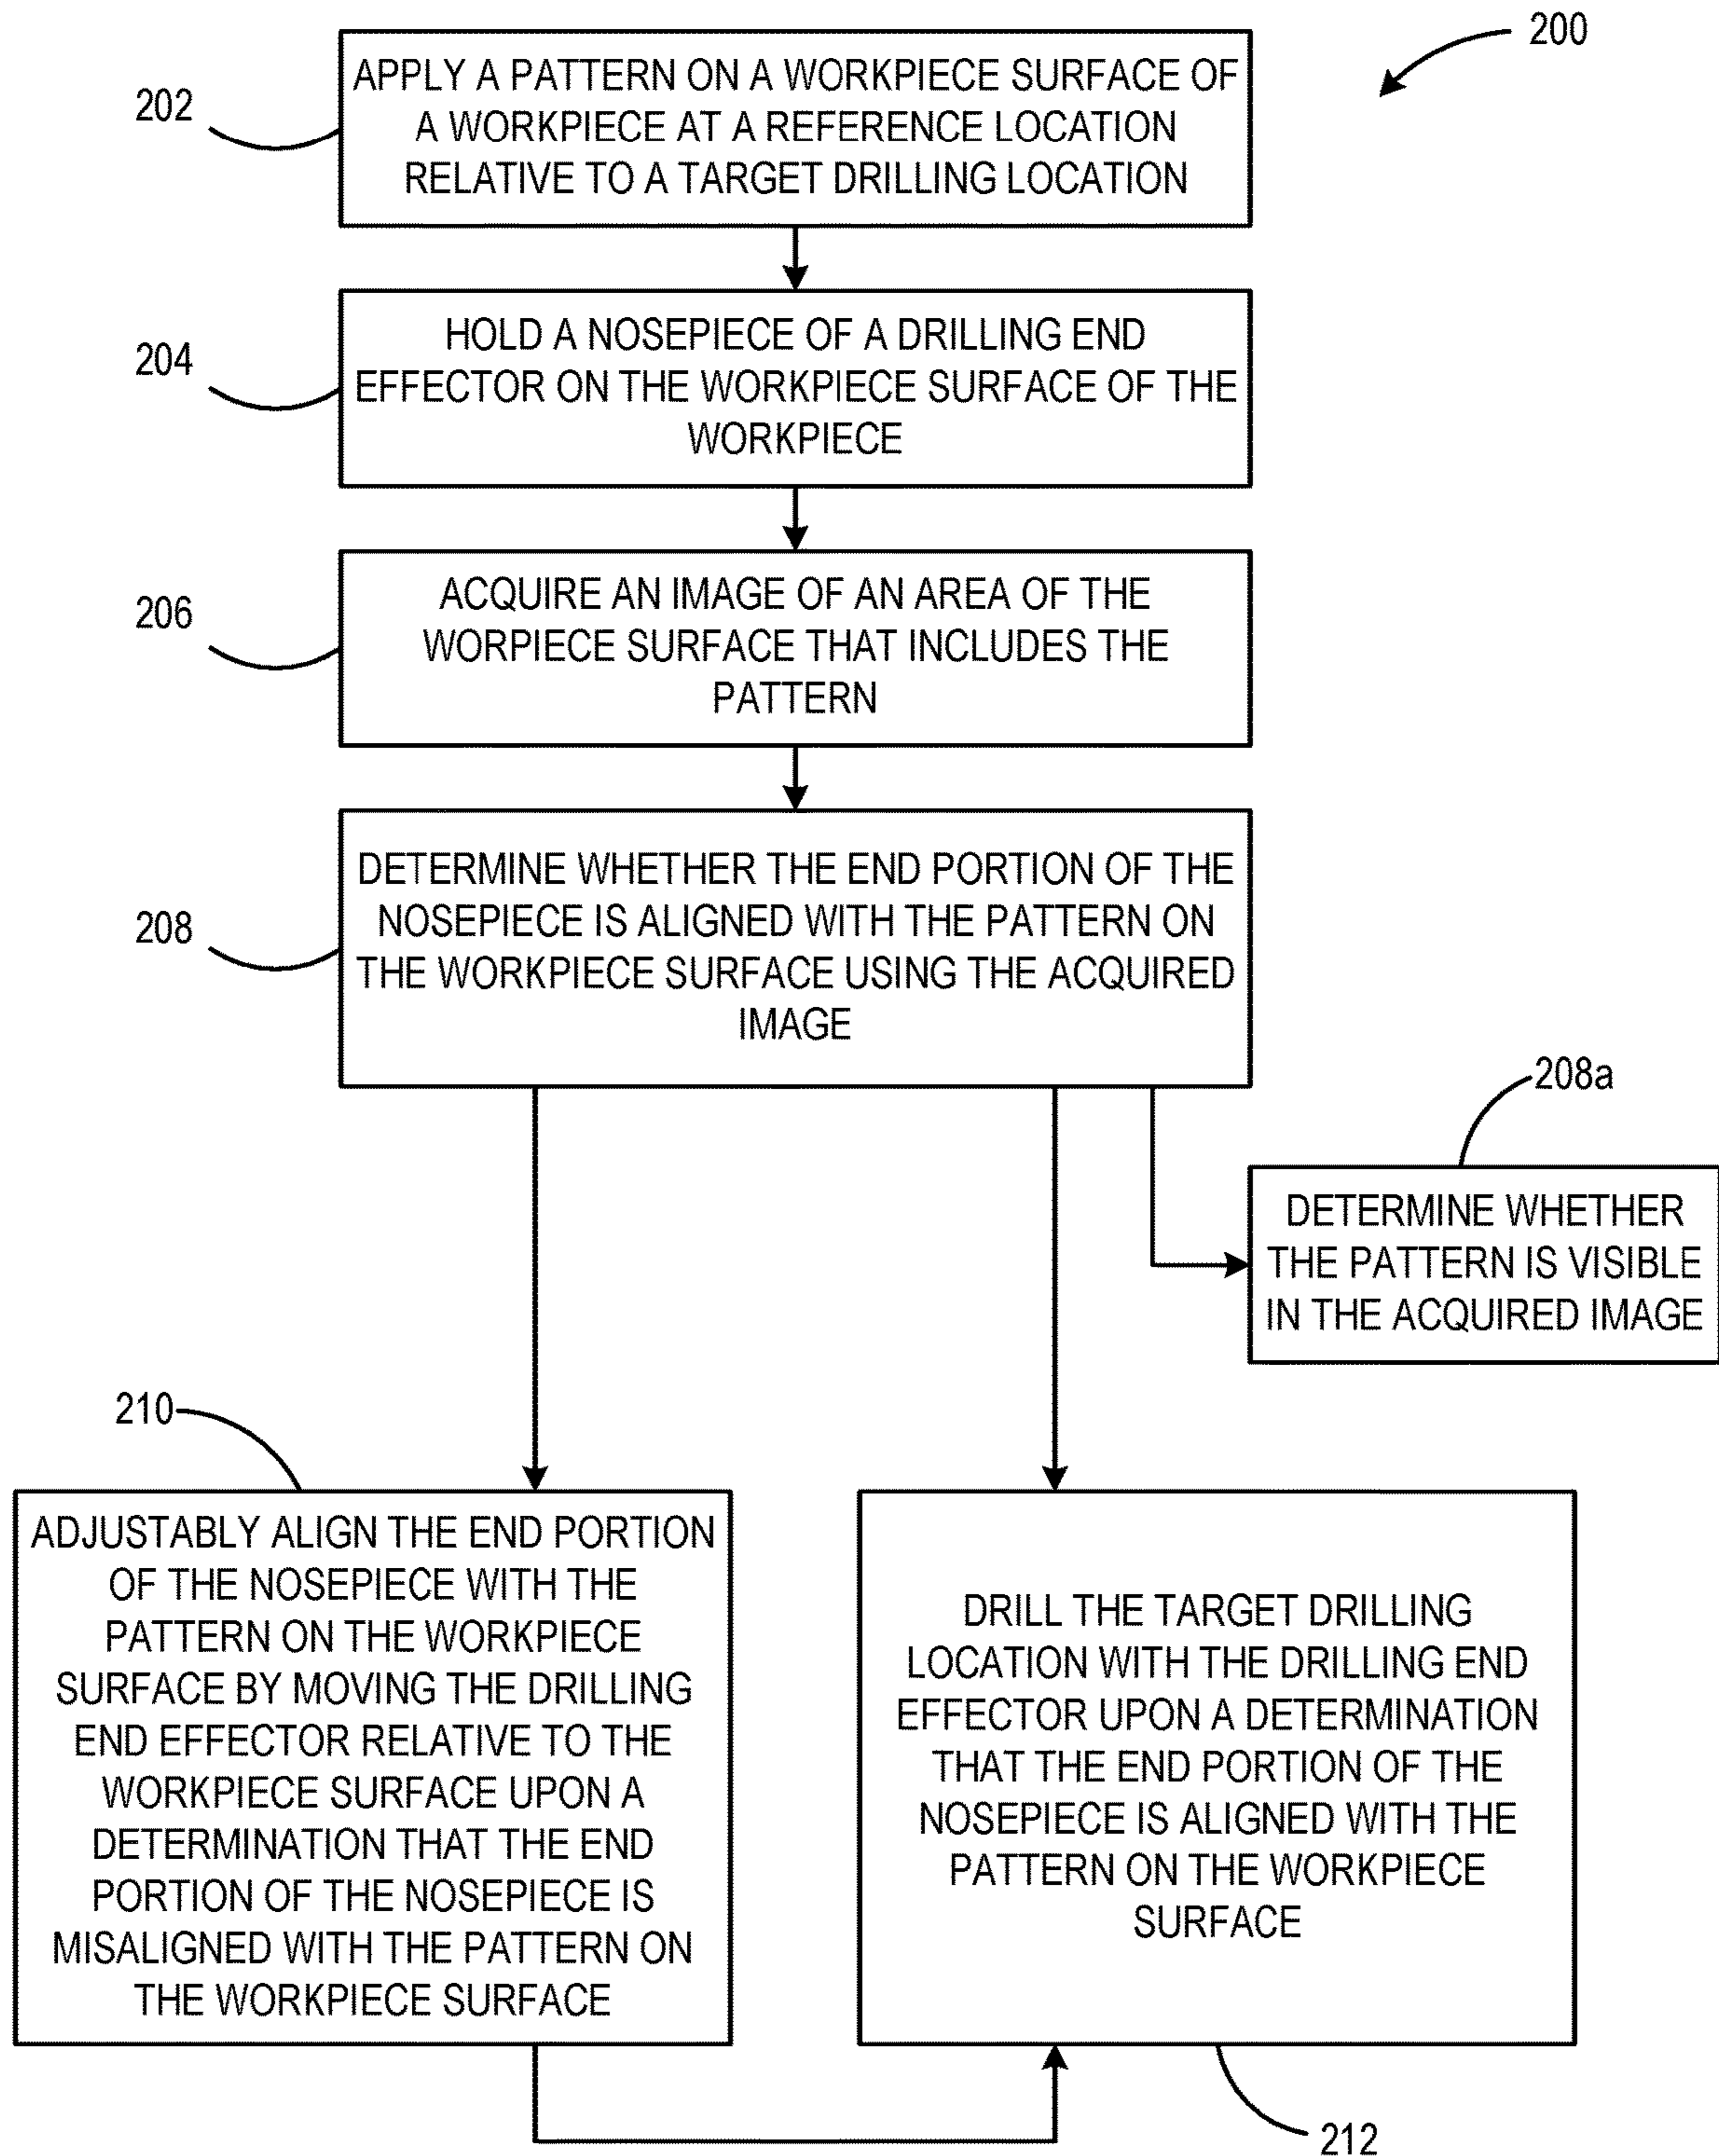 200
202
APPLY A PATTERN ON A WORKPIECE SURFACE OF
A WORKPIECE AT A REFERENCE LOCATION
RELATIVE TO A TARGET DRILLING LOCATION
204
HOLD A NOSEPIECE OF A DRILLING END
EFFECTOR ON THE WORKPIECE SURFACE OF THE
WORKPIECE
206
ACQUIRE AN IMAGE OF AN AREA OF THE
WORPIECE SURFACE THAT INCLUDES THE
PATTERN
208
DETERMINE WHETHER THE END PORTION OF THE
NOSEPIECE IS ALIGNED WITH THE PATTERN ON
THE WORKPIECE SURFACE USING THE ACQUIRED
IMAGE
208a
DETERMINE WHETHER
THE PATTERN IS VISIBLE
IN THE ACQUIRED IMAGE
210
ADJUSTABLY ALIGN THE END PORTION
OF THE NOSEPIECE WITH THE
PATTERN ON THE WORKPIECE
SURFACE BY MOVING THE DRILLING
END EFFECTOR RELATIVE TO THE
WORKPIECE SURFACE UPON A
DETERMINATION THAT THE END
PORTION OF THE NOSEPIECE IS
MISALIGNED WITH THE PATTERN ON
THE WORKPIECE SURFACE
DRILL THE TARGET DRILLING
LOCATION WITH THE DRILLING END
EFFECTOR UPON A DETERMINATION
THAT THE END PORTION OF THE
NOSEPIECE IS ALIGNED WITH THE
PATTERN ON THE WORKPIECE
SURFACE
212